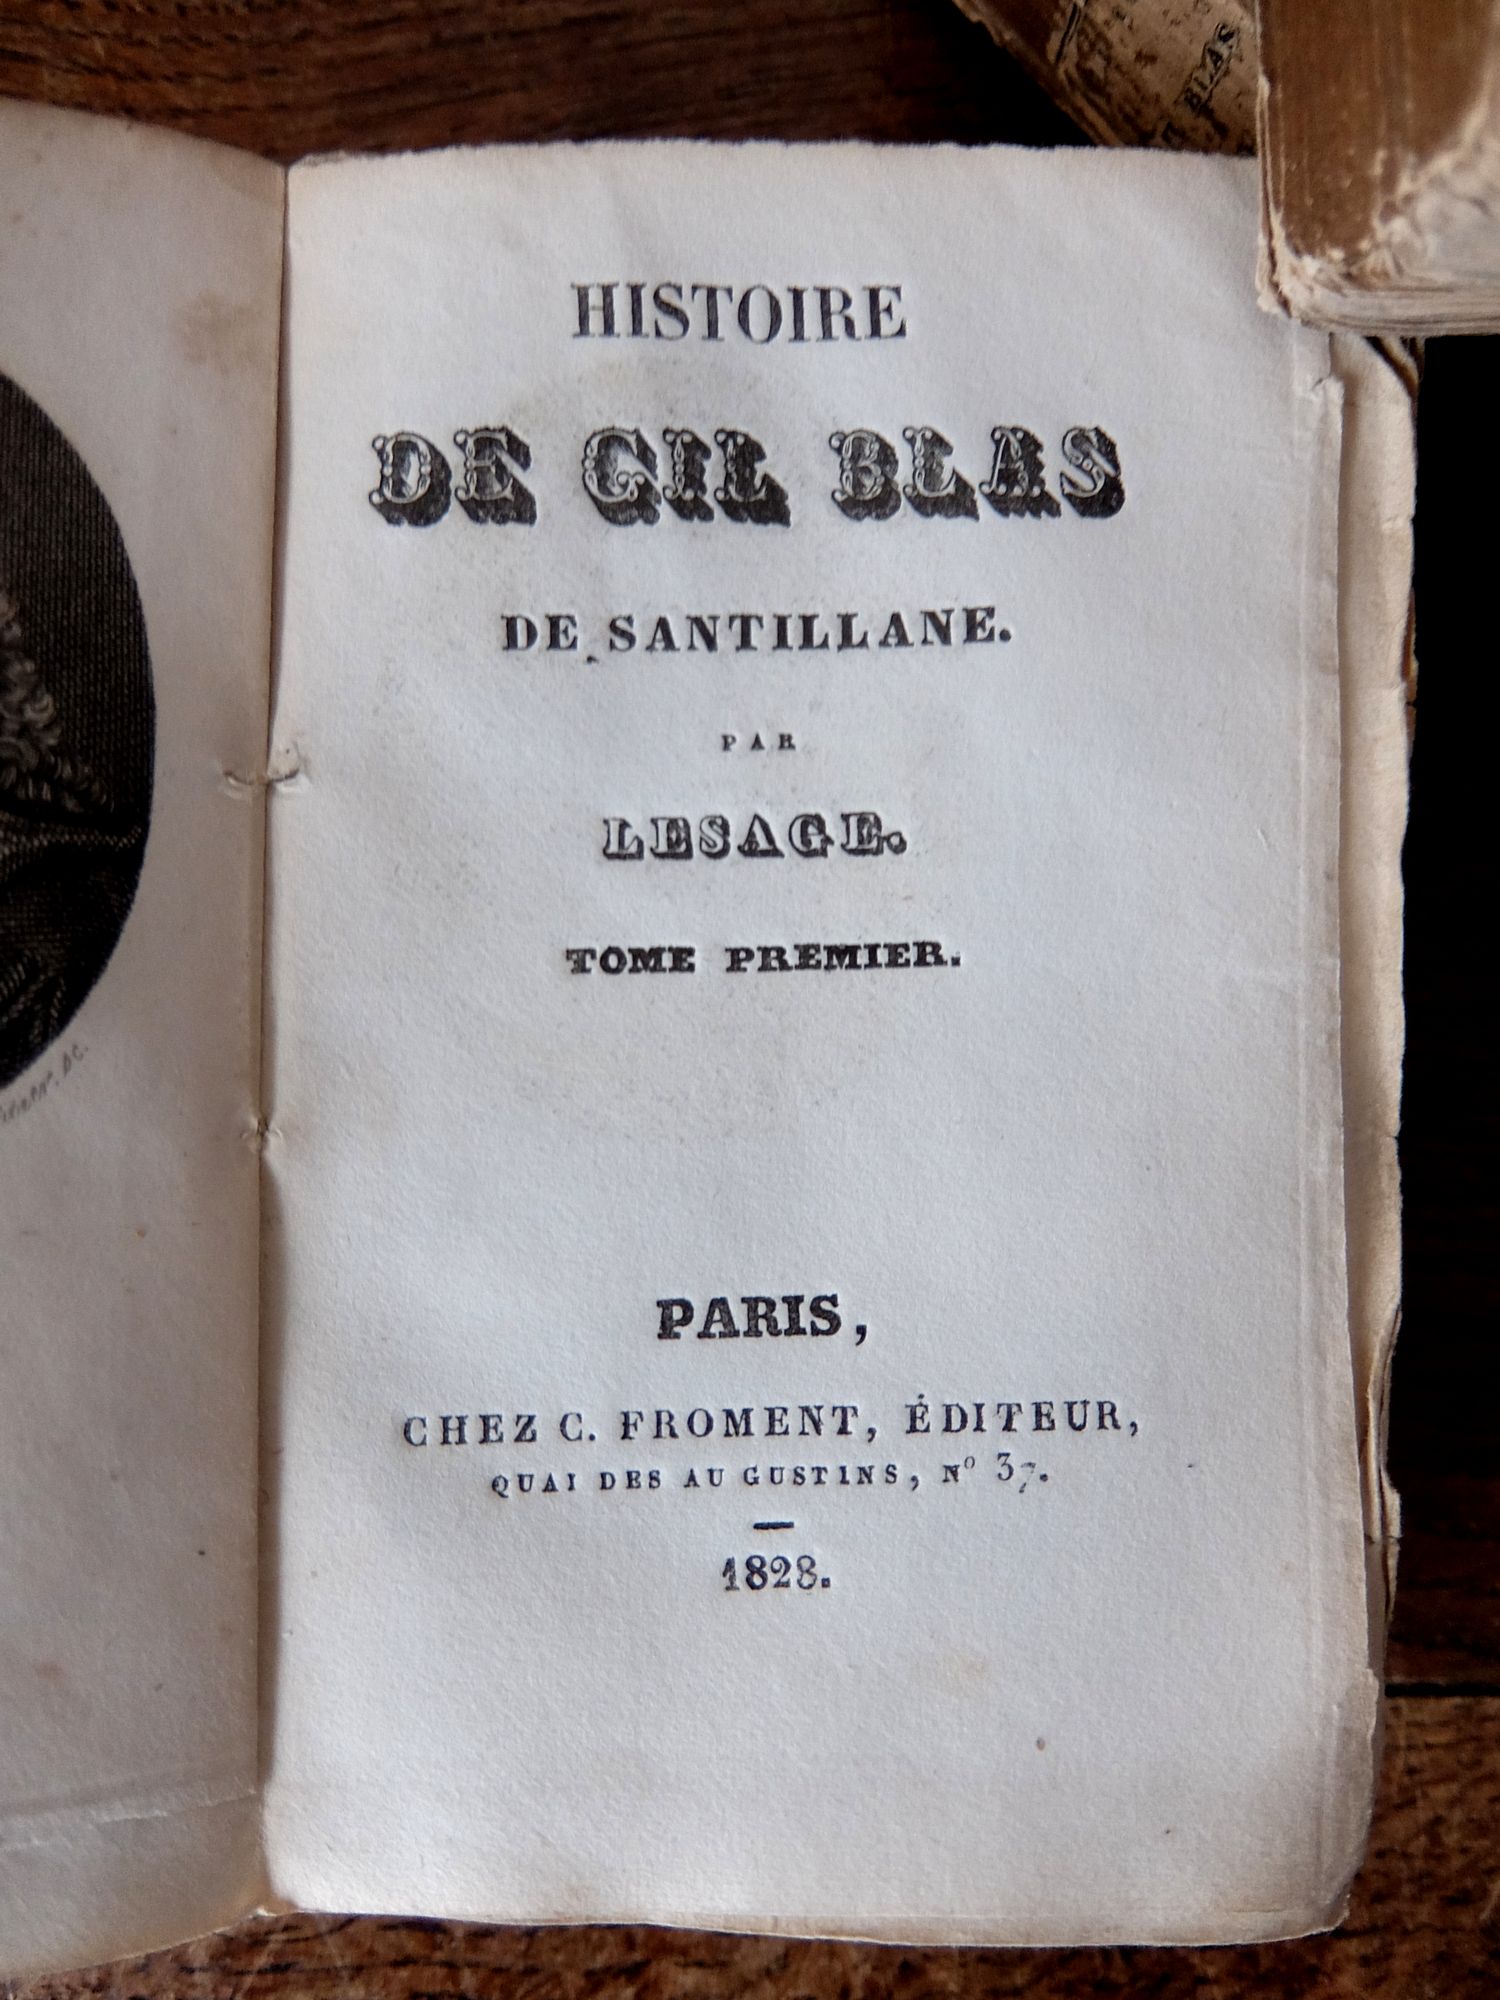 HISTOIRE
DE GIL BLAS
DE SANTILLANE.
PAR
LESAGE.
TOME PREMIER.
PARIS,
CHEZ C. FROMENT, ÉDITEUR,
QUAI DES AUGUSTINS, Nº 37.
1828.
BLAS